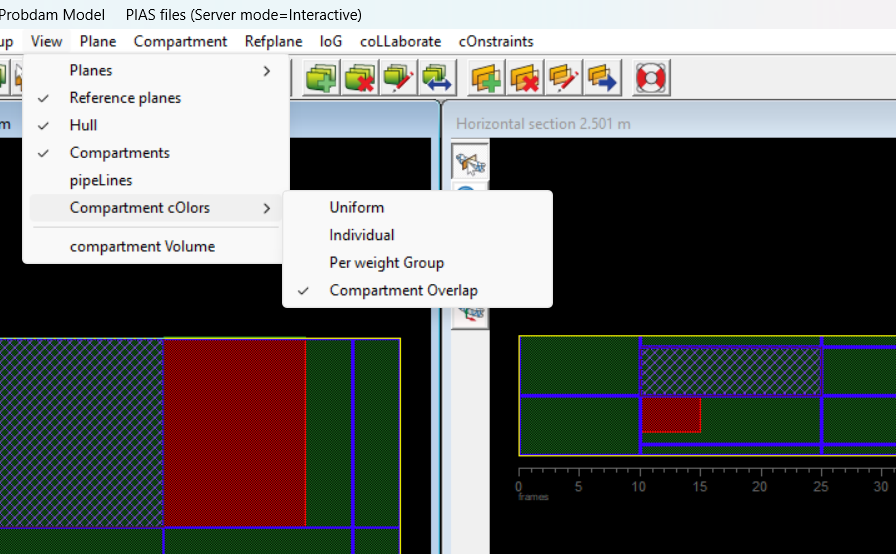 Probdam Model PIAS files (Server mode=Interactive)
up View Plane Compartment Refplane IoG coLLaborate cOnstraints
Planes
Reference planes
Hull
Compartments
pipeLines
Compartment cOlors
compartment Volume
Uniform
Individual
Per weight Group
Compartment Overlap
m
Horizontal section 2.501 m
0 5 10 15 20 25 30
frames